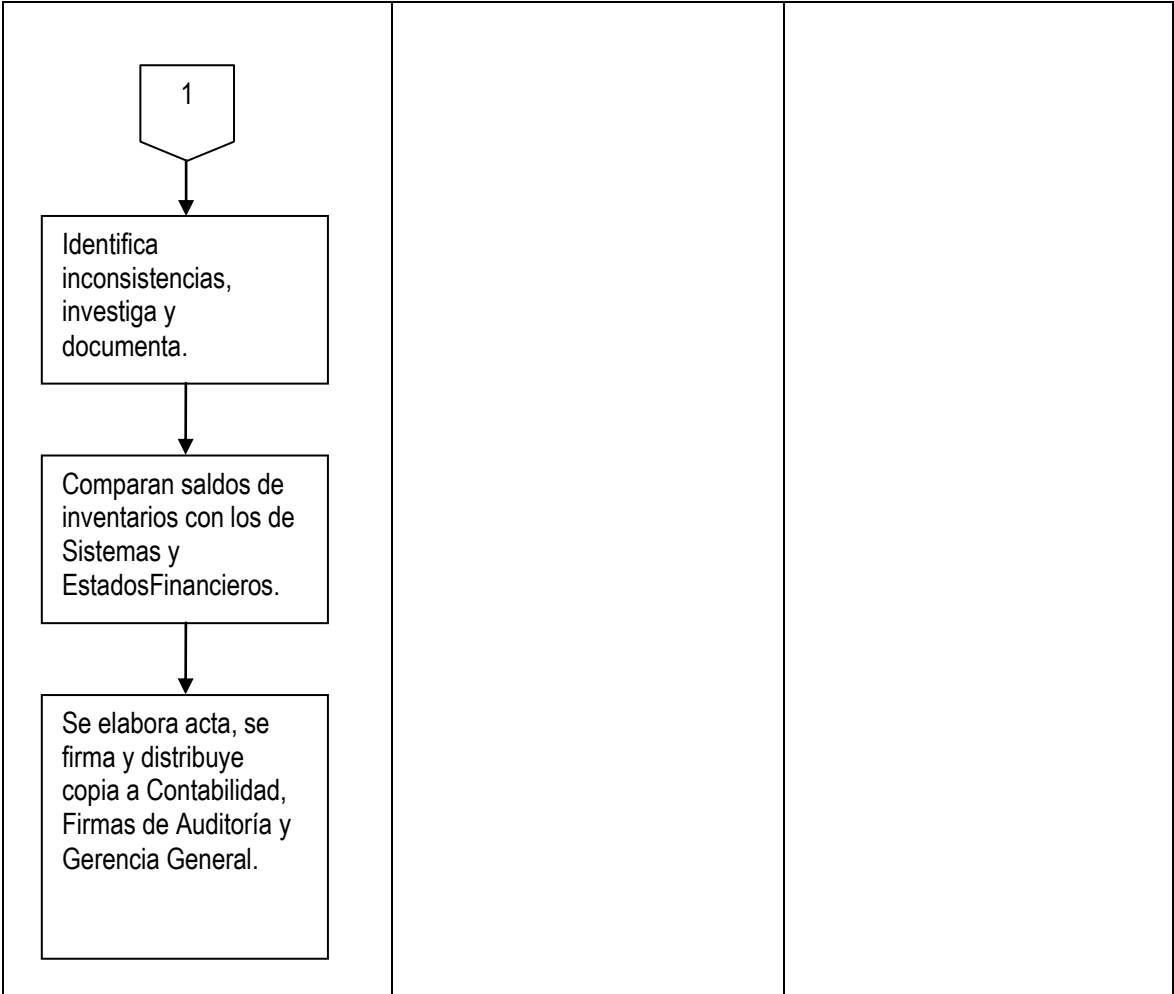 1
Identifica
inconsistencias,
investiga y
documenta.
Comparan saldos de
inventarios con los de
Sistemas y
EstadosFinancieros.
Se elabora acta, se
firma y distribuye
copia a Contabilidad,
Firmas de Auditoría y
Gerencia General.